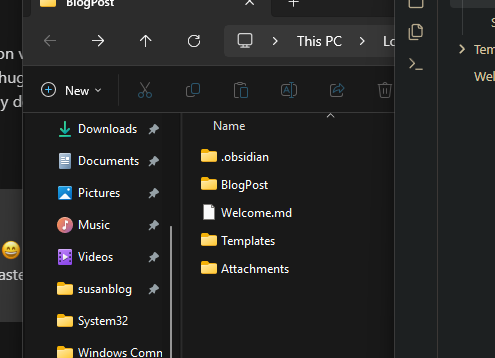 BlogPost
on
hug
y d
This PC
Lo
S
Tem
Wel
New
Name
Downloads
Documents
Pictures
Music
Videos
susanblog
System32
Windows Comm
.obsidian
BlogPost
Welcome.md
Templates
Attachments
aste